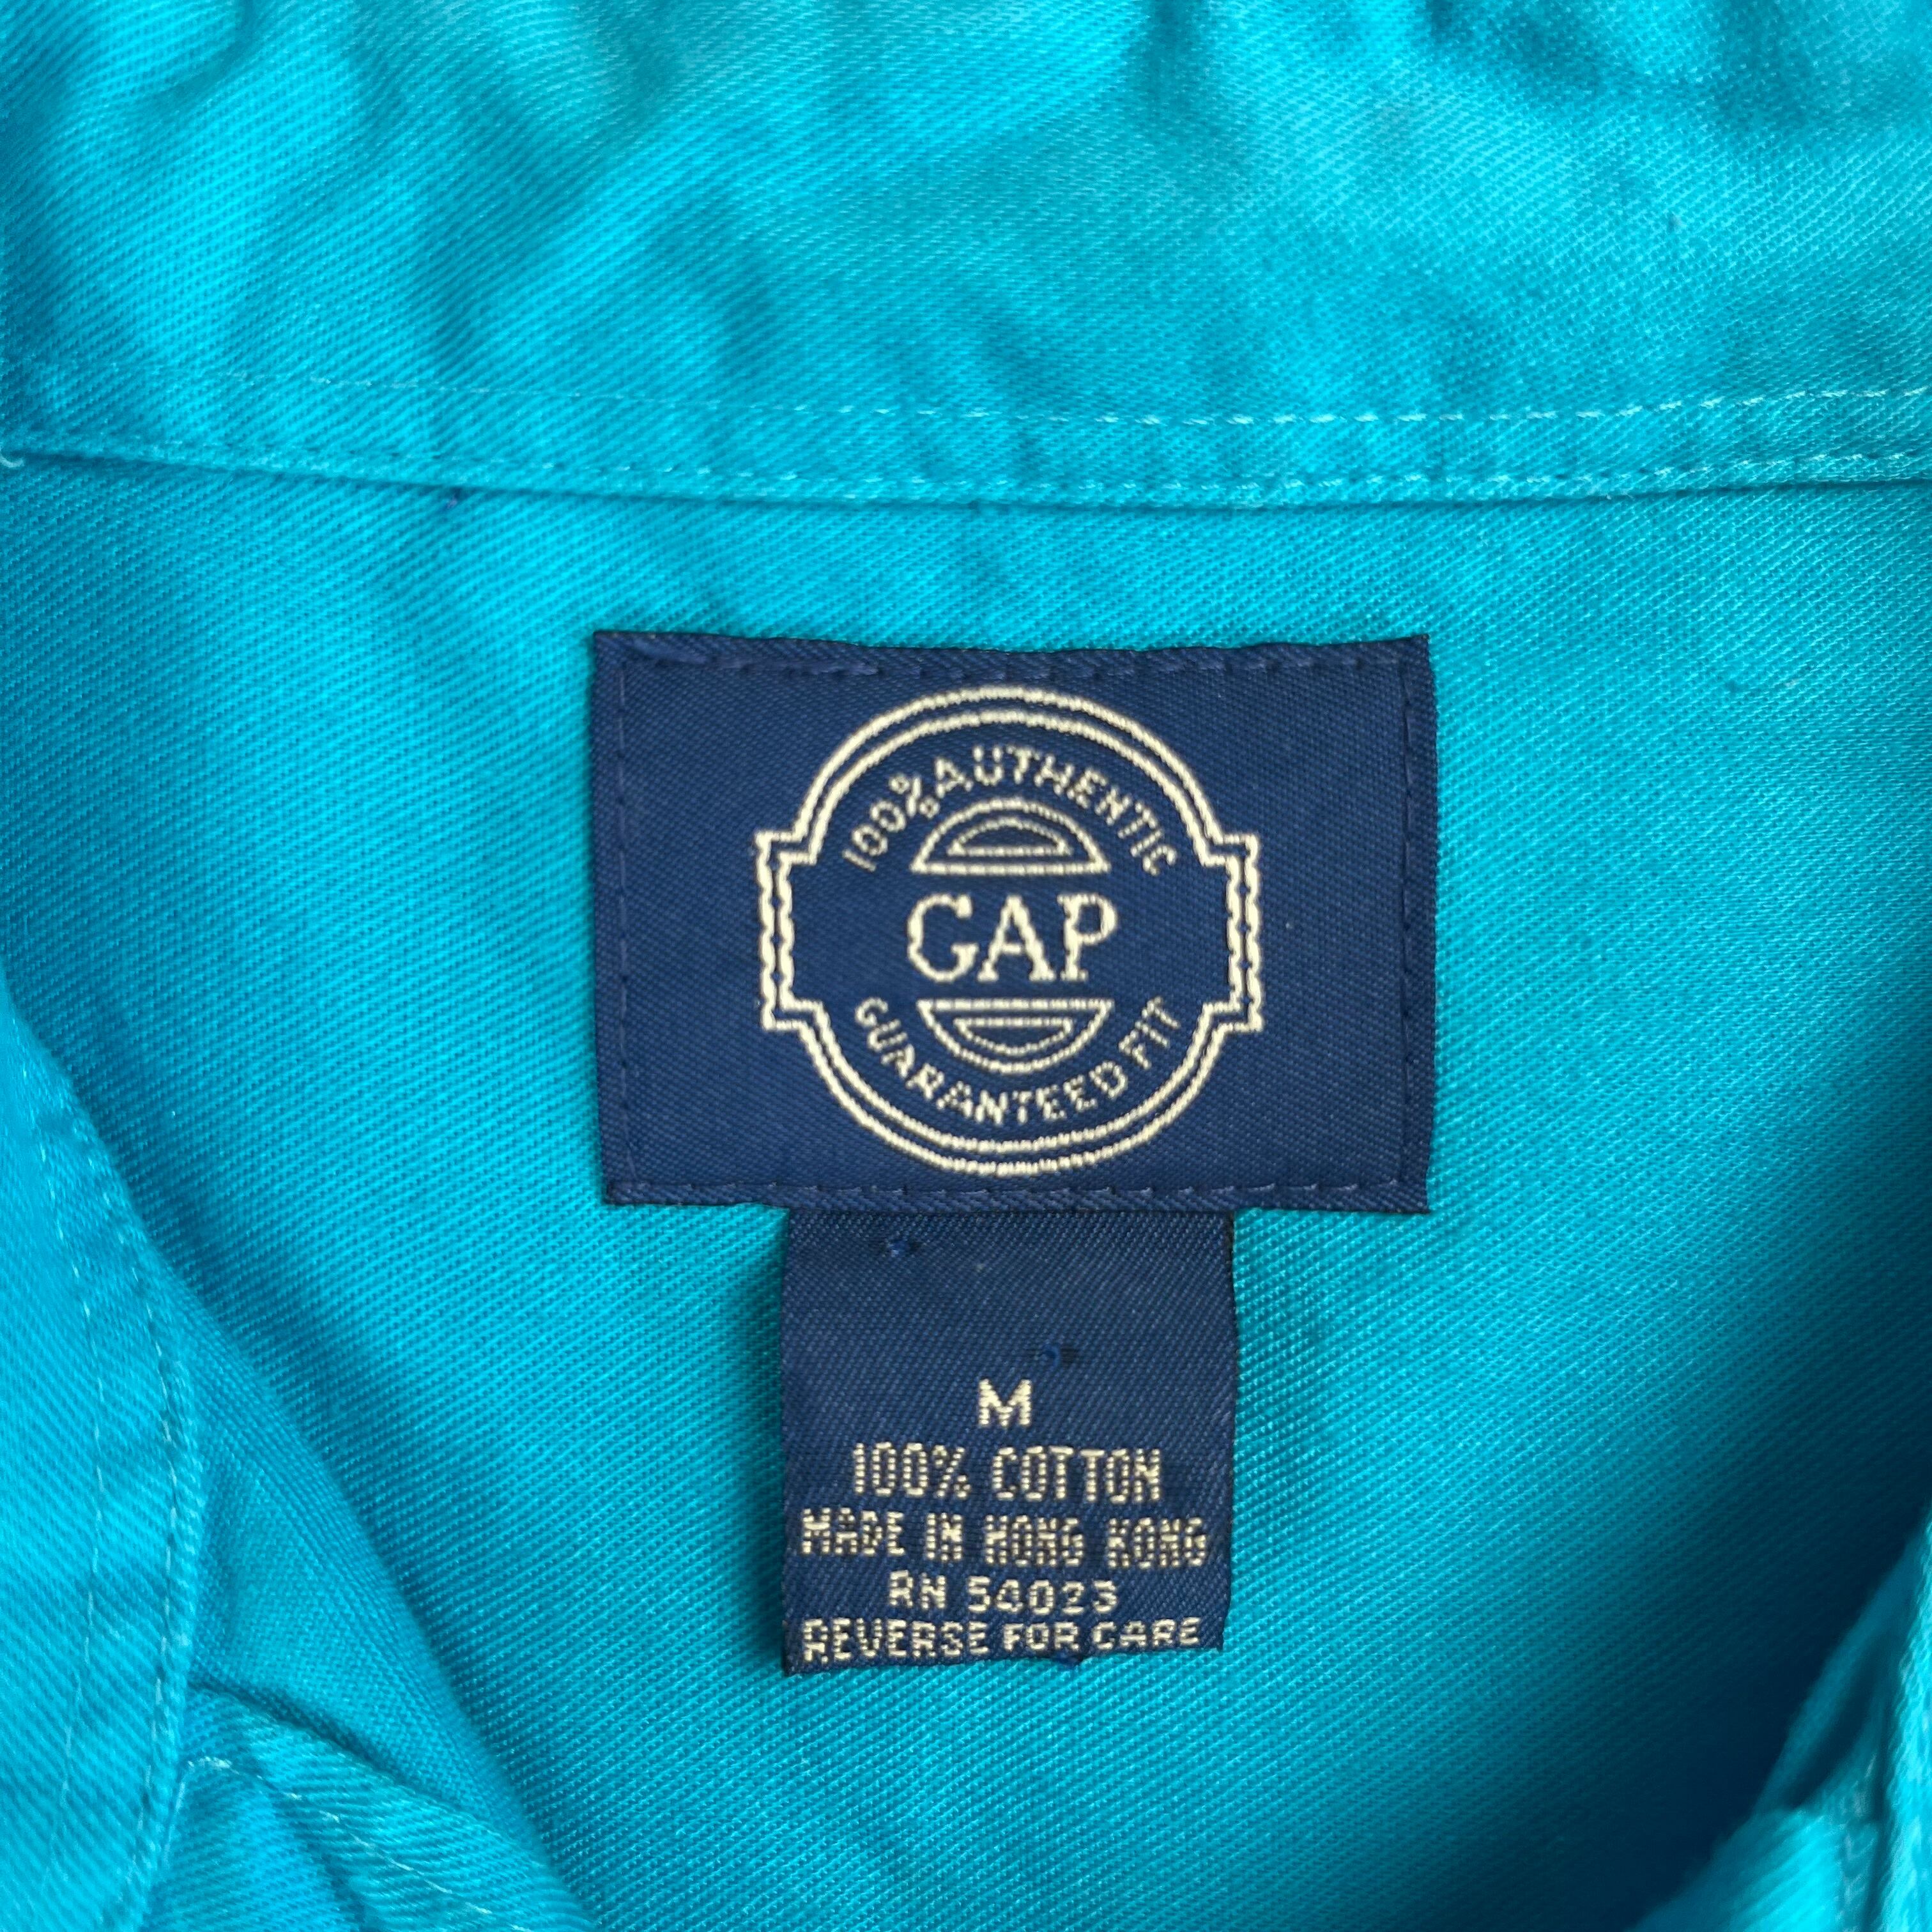 100% AUTHENTIC
GAP
GUARANTEED FIT
M
100% COTTON
MADE IN HONG KONG
RN 54023
REVERSE FOR CARE